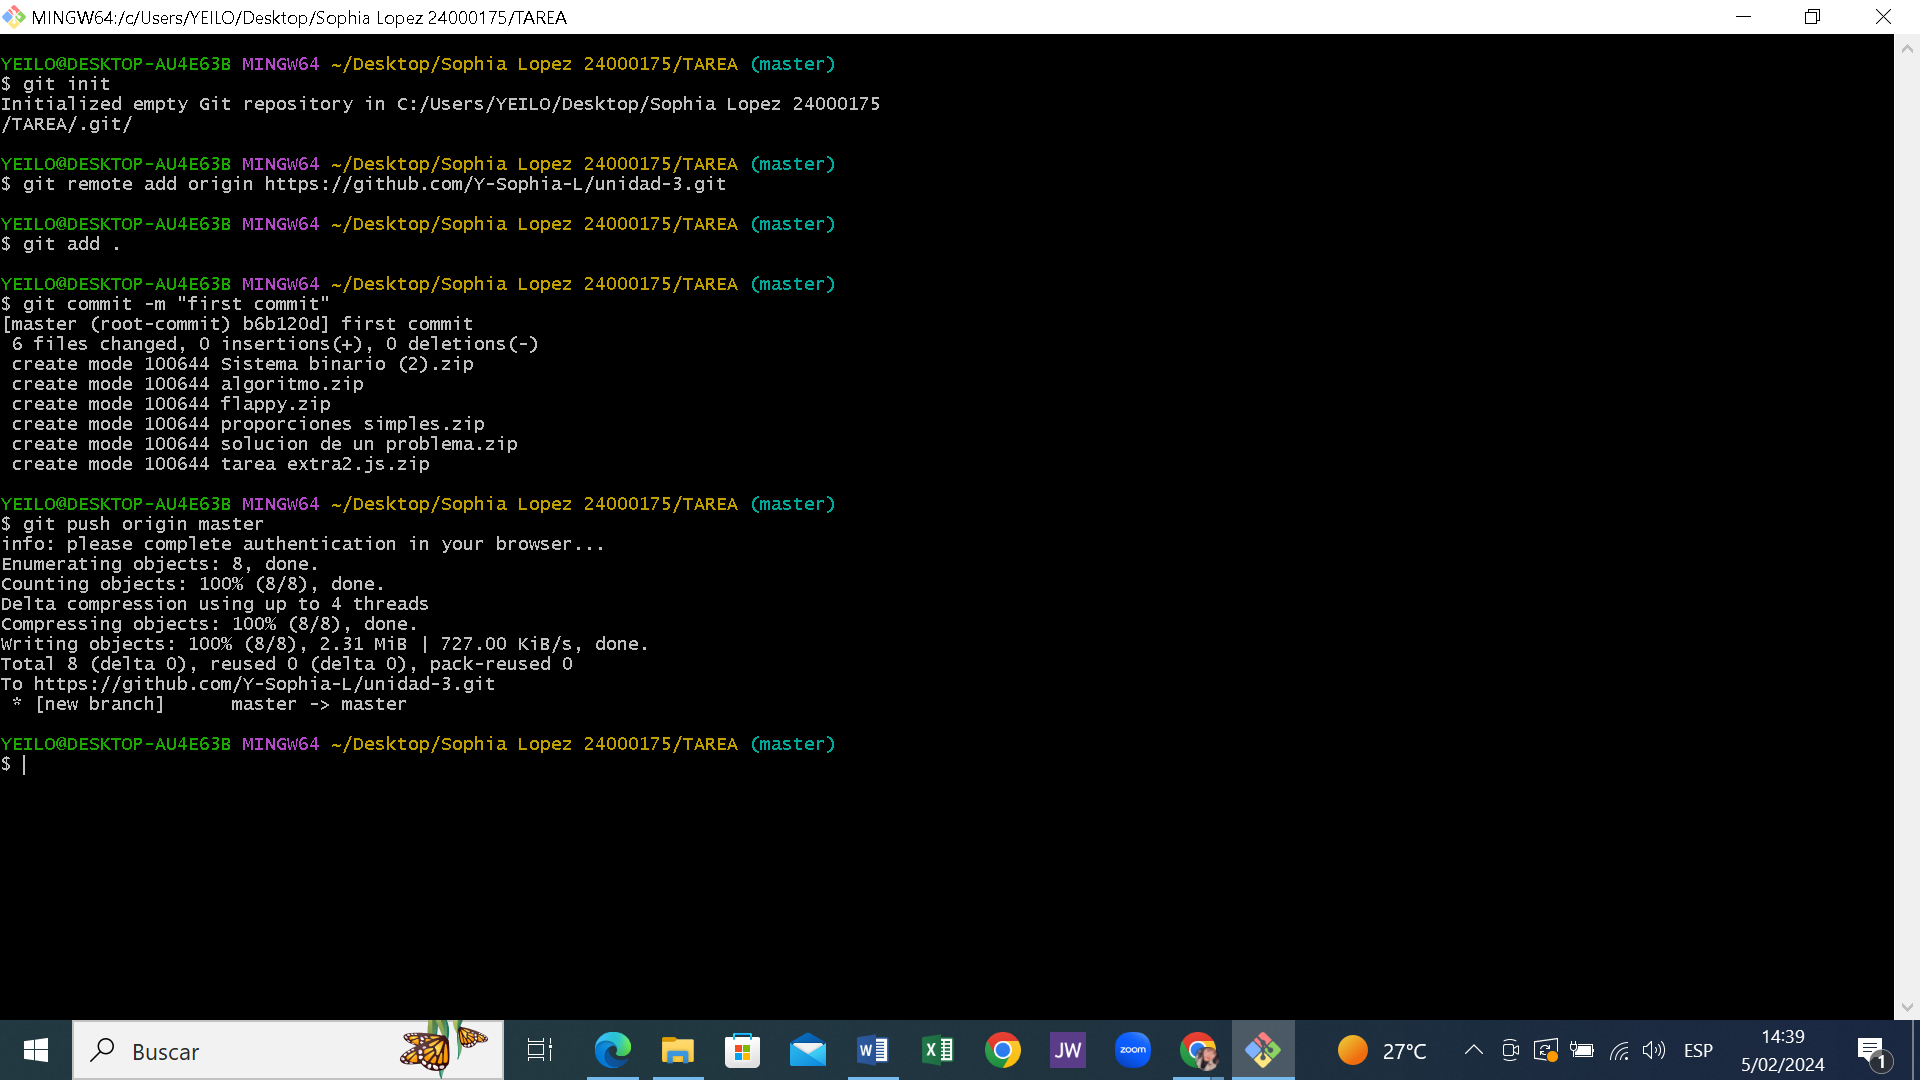 MINGW64:/c/Users/YEILO/Desktop/Sophia Lopez 24000175/TAREA
YEILO@DESKTOP-AU4E63B MINGW64 ~/Desktop/Sophia Lopez 24000175/TAREA (master)
$ git init
Initialized empty Git repository in C:/Users/YEILO/Desktop/Sophia Lopez 24000175
/TAREA/.git/
YEILO@DESKTOP-AU4E63B MINGW64 ~/Desktop/Sophia Lopez 24000175/TAREA (master)
$ git remote add origin https://github.com/Y-Sophia-L/unidad-3.git
YEILO@DESKTOP-AU4E63B MINGW64 ~/Desktop/Sophia Lopez 24000175/TAREA (master)
$ git add .
YEILO@DESKTOP-AU4E63B MINGW64 ~/Desktop/Sophia Lopez 24000175/TAREA (master)
$ git commit -m "first commit"
[master (root-commit) b6b120d] first commit
 6 files changed, 0 insertions(+), 0 deletions(-)
 create mode 100644 Sistema binario (2).zip
 create mode 100644 algoritmo.zip
 create mode 100644 flappy.zip
 create mode 100644 proporciones simples.zip
 create mode 100644 solucion de un problema.zip
 create mode 100644 tarea extra2.js.zip
YEILO@DESKTOP-AU4E63B MINGW64 ~/Desktop/Sophia Lopez 24000175/TAREA (master)
$ git push origin master
info: please complete authentication in your browser...
Enumerating objects: 8, done.
Counting objects: 100% (8/8), done.
Delta compression using up to 4 threads
Compressing objects: 100% (8/8), done.
Writing objects: 100% (8/8), 2.31 MiB | 727.00 KiB/s, done.
Total 8 (delta 0), reused 0 (delta 0), pack-reused 0
To https://github.com/Y-Sophia-L/unidad-3.git
 * [new branch]      master -> master
YEILO@DESKTOP-AU4E63B MINGW64 ~/Desktop/Sophia Lopez 24000175/TAREA (master)
$
Buscar
W
X
JW
zoom
27°C
ESP
14:39
5/02/2024
1